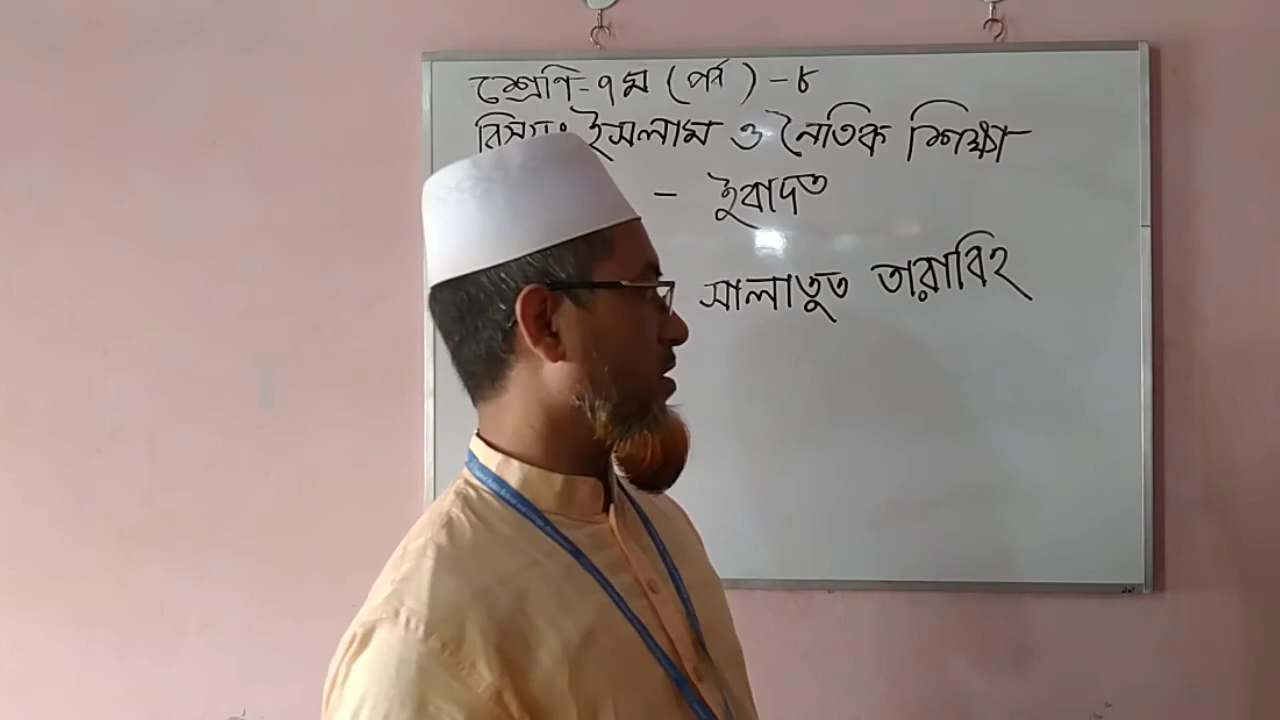 শ্রেণি-৭ম (পর্ব)-৮
বিষয়ঃ ইসলাম ও নৈতিক শিক্ষা
- ইবাদত
সালাতুত তারাবিহ